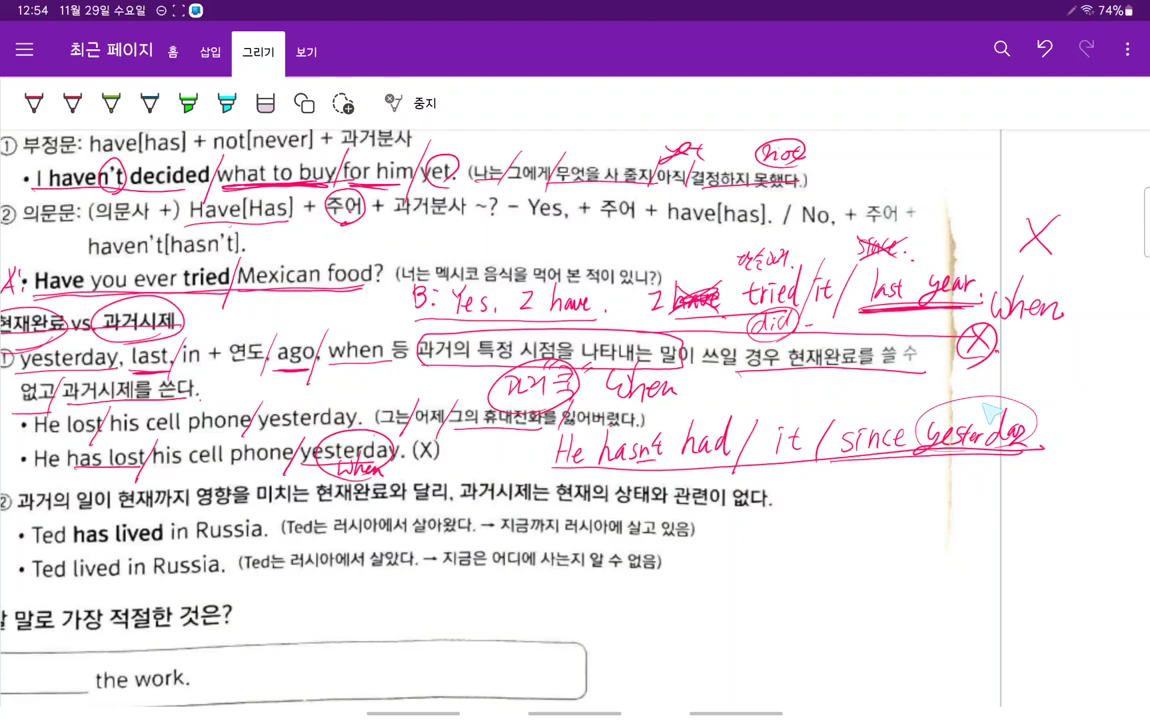 12:54 11월 29일 수요일 74%
최근 페이지 홈 삽입 그리기 보기
중지
① 부정문: have[has] + not[never] + 과거분사
yet not
• I haven't decided what to buy for him yet. (나는 그에게 무엇을 사 줄지 아직 결정하지 못했다.)
② 의문문: (의문사 +) Have[Has] + 주어 + 과거분사 ~? – Yes, + 주어 + have[has]. / No, + 주어 +
haven't[hasn't].
X
since
A: • Have you ever tried Mexican food? (너는 멕시코 음식을 먹어 본 적이 있니?)
B: Yes, I have. I have tried it last year. When
did
현재완료 vs 과거시제
X
① yesterday, last, in + 연도, ago, when 등 과거의 특정 시점을 나타내는 말이 쓰일 경우 현재완료를 쓸 수
없고 과거시제를 쓴다.
"콕" When
• He lost his cell phone yesterday. (그는 어제 그의 휴대전화를 잃어버렸다.)
He hasn't had it since yesterday.
• He has lost his cell phone yesterday. (X)
When
② 과거의 일이 현재까지 영향을 미치는 현재완료와 달리, 과거시제는 현재의 상태와 관련이 없다.
• Ted has lived in Russia. (Ted는 러시아에서 살아왔다. → 지금까지 러시아에 살고 있음)
• Ted lived in Russia. (Ted는 러시아에서 살았다. → 지금은 어디에 사는지 알 수 없음)
말로 가장 적절한 것은?
the work.